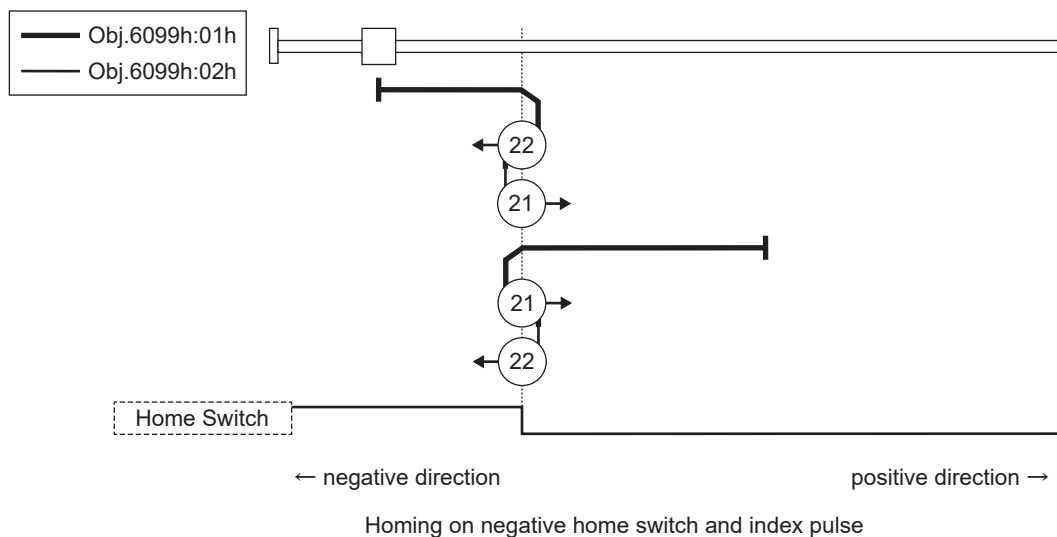 Obj.6099h:01h
Obj.6099h:02h
22
21
21
22
Home Switch
← negative direction
positive direction →
Homing on negative home switch and index pulse